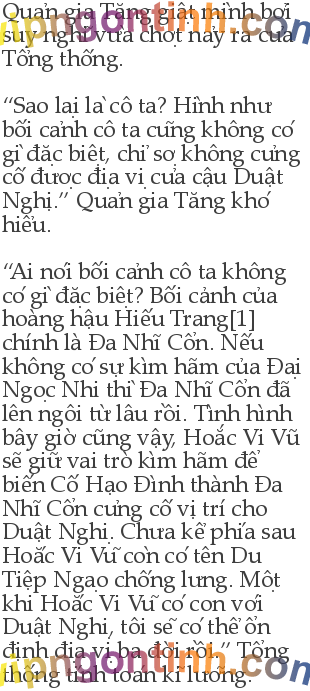 Quản gia Tăng giật mình bởi
suy nghĩ vừa chợt nảy ra của
Tổng thống.

“Sao lại là cô ta? Hình như
bối cảnh cô ta cũng không có
gì đặc biệt, chỉ sợ không củng
cố được địa vị của cậu Duật
Nghị.” Quản gia Tăng khó
hiểu.

“Ai nói bối cảnh cô ta không
có gì đặc biệt? Bối cảnh của
hoàng hậu Hiếu Trang[1]
chính là Đa Nhĩ Cổn. Nếu
không có sự kìm hãm của Đại
Ngọc Nhi thì Đa Nhĩ Cổn đã
lên ngôi từ lâu rồi. Tình hình
bây giờ cũng vậy, Hoắc Vi Vũ
sẽ giữ vai trò kìm hãm để
biến Cố Hạo Đình thành Đa
Nhĩ Cổn củng cố vị trí cho
Duật Nghị. Chưa kể phía sau
Hoắc Vi Vũ còn có tên Du
Tiệp Ngạo chống lưng. Một
khi Hoắc Vi Vũ có con với
Duật Nghị, tôi sẽ có thể ổn
định địa vị ba đời rồi.” Tổng
thống tính toán kĩ lưỡng.
vipngontinh.com
vipngontinh.com